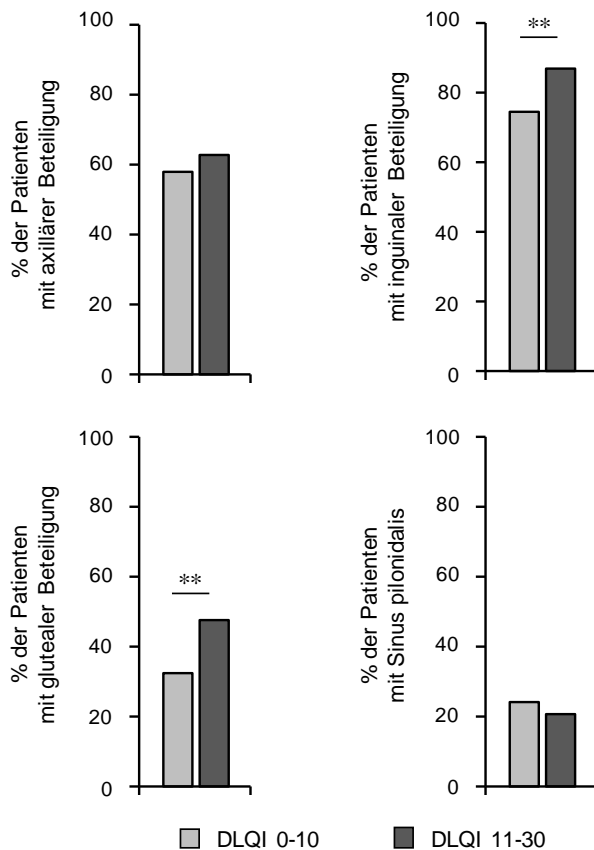 % der Patienten
mit axillärer Beteiligung
100
80
60
40
20
0
% der Patienten
mit inguinaler Beteiligung
100
80
60
40
20
0
**
% der Patienten
mit glutealer Beteiligung
100
80
60
40
20
0
**
% der Patienten
mit Sinus pilonidalis
100
80
60
40
20
0
DLQI 0-10
DLQI 11-30